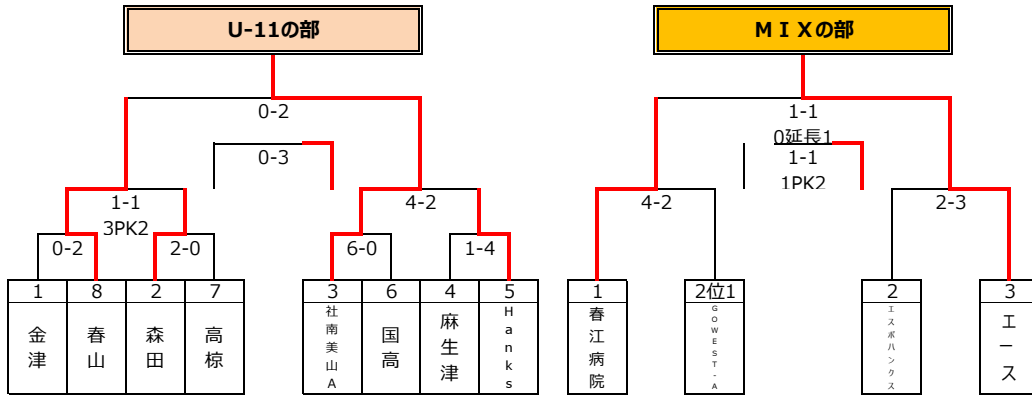 U-11の部
ＭＩＸの部
0-2
1-1
0延長1
0-3
1-1
1PK2
1-1
3PK2
4-2
4-2
2-3
0-2
2-0
6-0
1-4
1
8
2
7
3
6
4
5
1
2位1
2
3
金津
春山
森田
高椋
社南美山A
国高
麻生津
Hanks
春江病院
GOWEST-A
エスポハンクス
エース